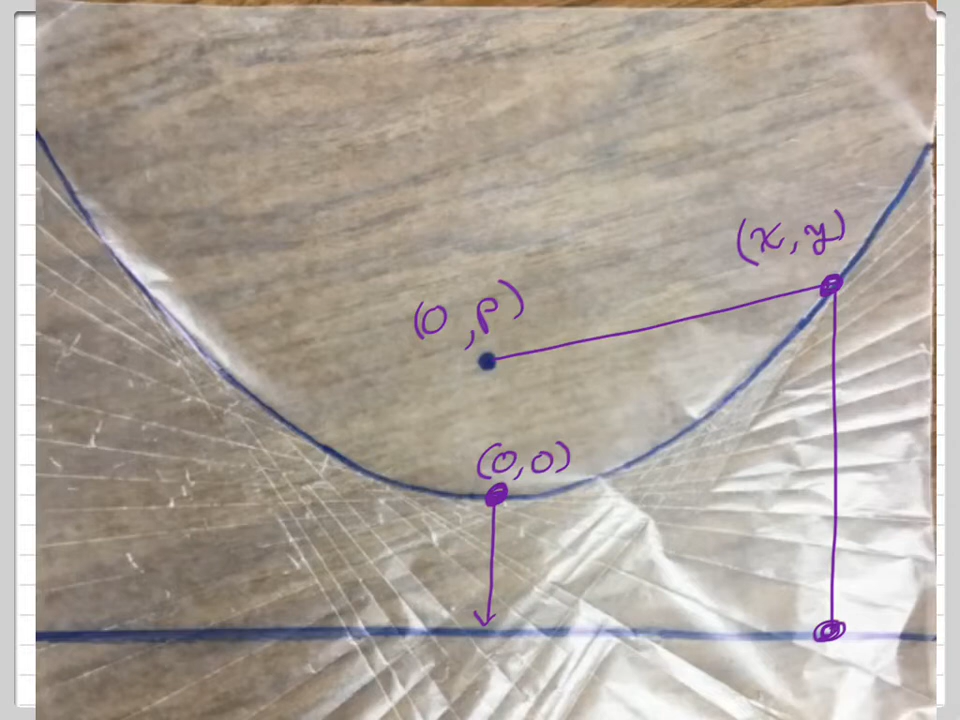 (x, y)
(0, p)
(0,0)